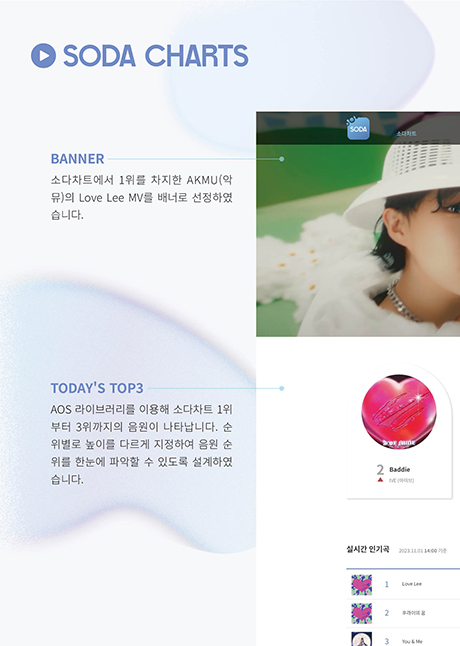 SODA CHARTS
SODA
소다차트
BANNER
소다차트에서 1위를 차지한 AKMU(악
뮤)의 Love Lee MV를 배너로 선정하였
습니다.
TODAY'S TOP3
AOS 라이브러리를 이용해 소다차트 1위
부터 3위까지의 음원이 나타납니다. 순
위별로 높이를 다르게 지정하여 음원 순
위를 한눈에 파악할 수 있도록 설계하였
습니다.
2 Baddie
IVE (아이브)
실시간 인기곡 2023.11.01 14:00 기준
1 Love Lee
2 후라이의 꿈
3 You & Me